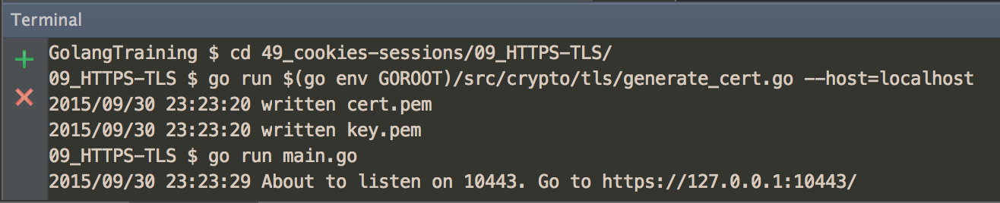 Terminal
GolangTraining $ cd 49_cookies-sessions/09_HTTPS-TLS/
09_HTTPS-TLS $ go run $(go env GOROOT)/src/crypto/tls/generate_cert.go --host=localhost
2015/09/30 23:23:20 written cert.pem
2015/09/30 23:23:20 written key.pem
09_HTTPS-TLS $ go run main.go
2015/09/30 23:23:29 About to listen on 10443. Go to https://127.0.0.1:10443/